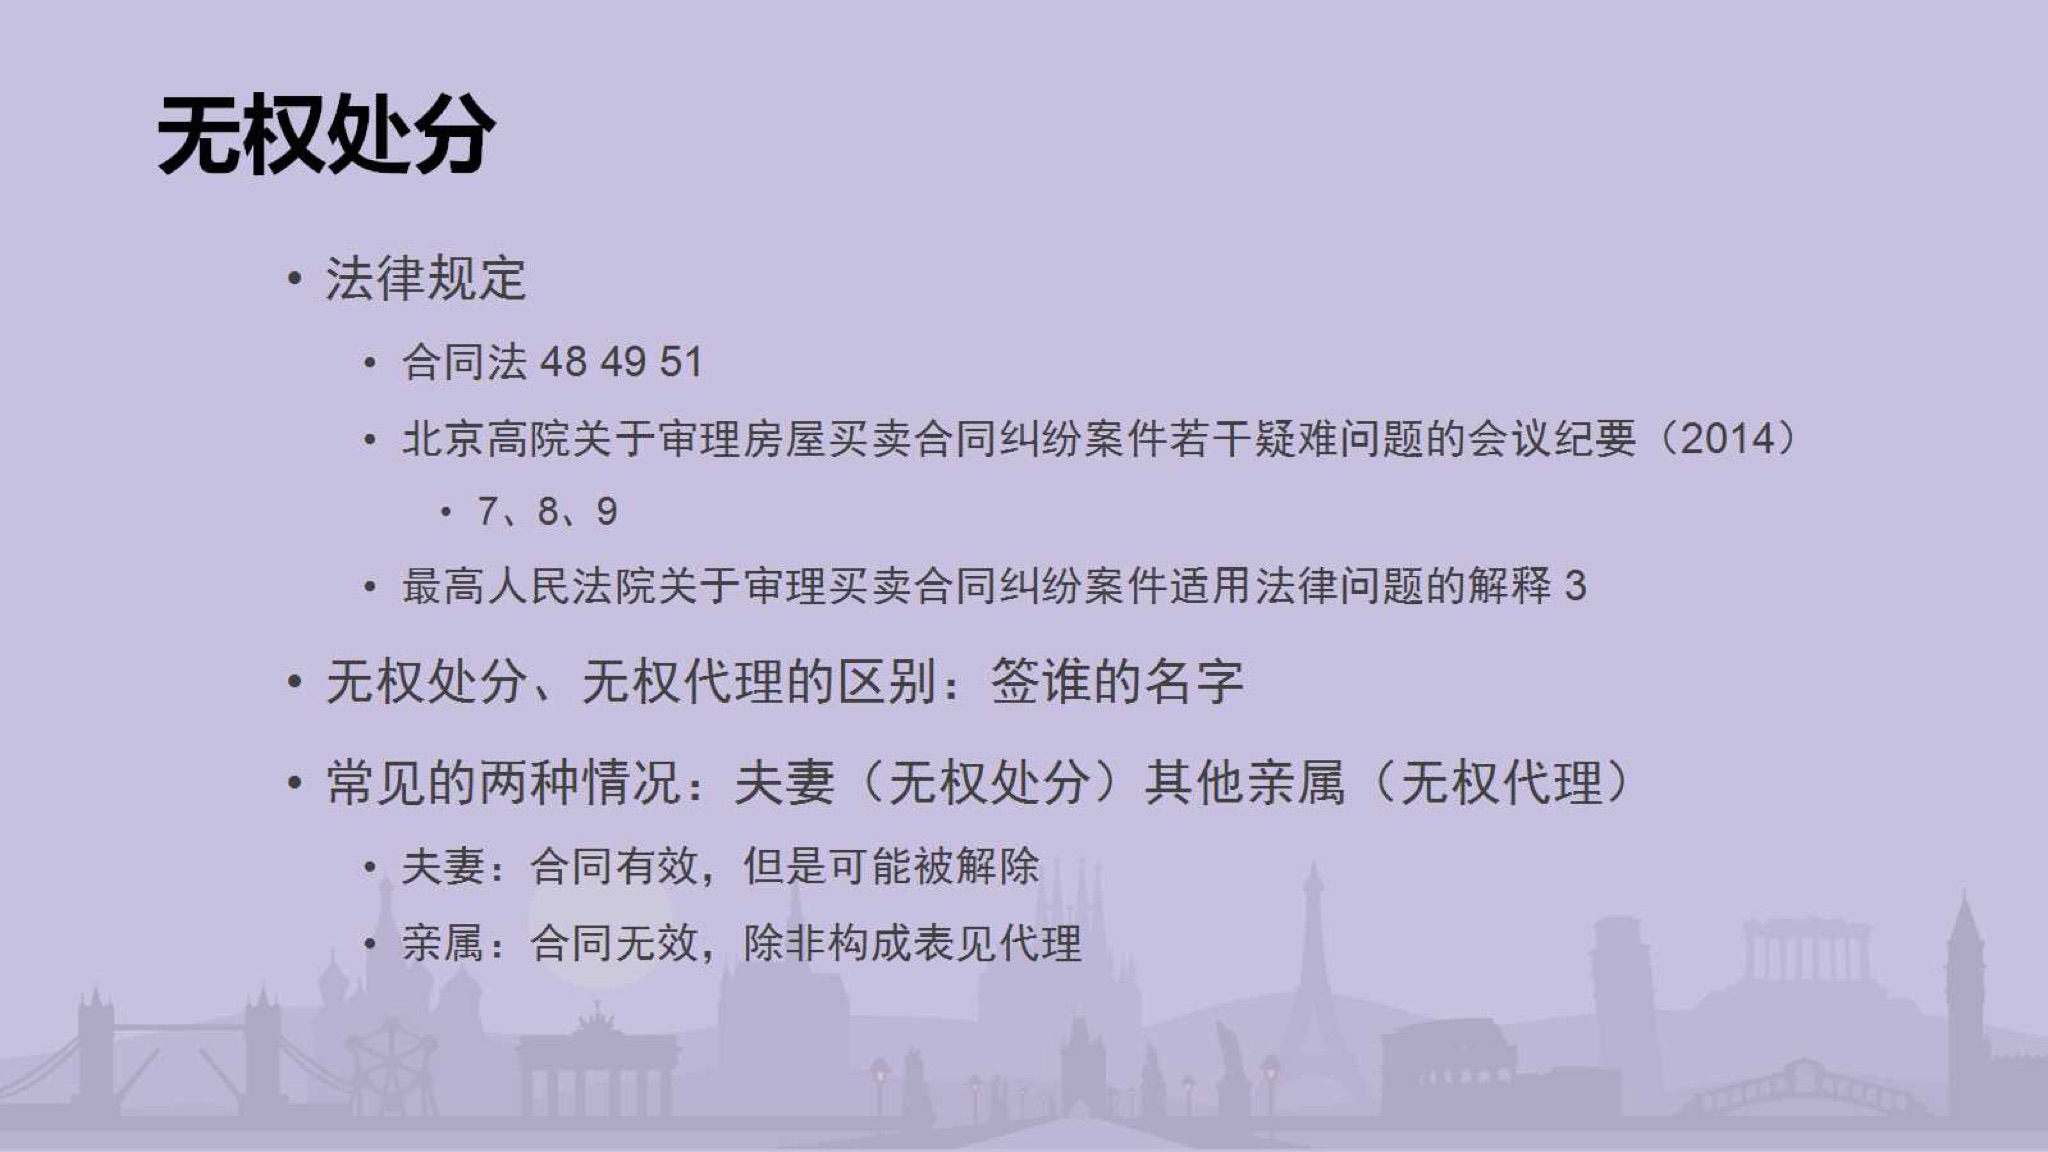 无权处分
• 法律规定
• 合同法 48 49 51
• 北京高院关于审理房屋买卖合同纠纷案件若干疑难问题的会议纪要（2014）
• 7、8、9
• 最高人民法院关于审理买卖合同纠纷案件适用法律问题的解释 3
• 无权处分、无权代理的区别：签谁的名字
• 常见的两种情况：夫妻（无权处分）其他亲属（无权代理）
• 夫妻：合同有效，但是可能被解除
• 亲属：合同无效，除非构成表见代理